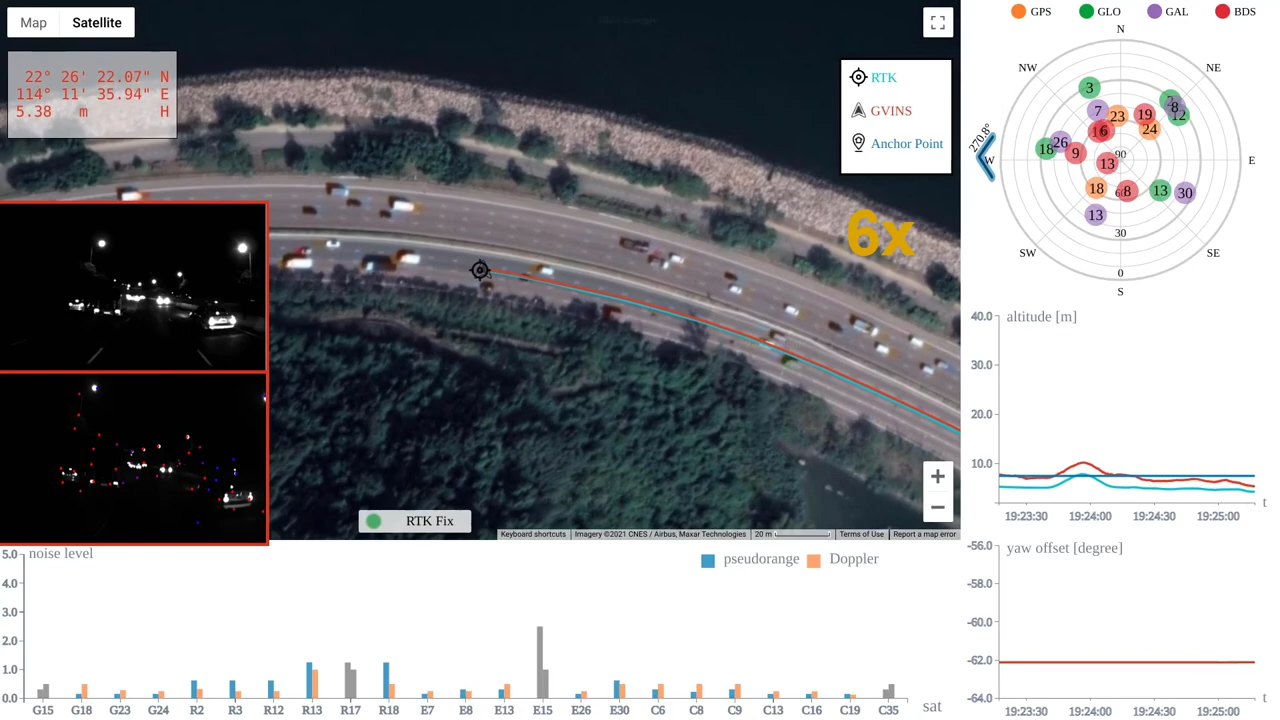 Map Satellite
22° 26' 22.07" N
114° 11' 35.94" E
5.38 m H
RTK
GVINS
Anchor Point
6x
RTK Fix
Keyboard shortcuts Imagery ©2021 CNES / Airbus, Maxar Technologies 20 m Terms of Use Report a map error
GPS GLO GAL BDS
N
NW NE
3
7 23 19 8 12
24
16
270.8°
W 18 26 9 90 E
13
18 60 8 13 30
13
30
SW SE
0
S
altitude [m]
40.0
30.0
20.0
10.0
19:23:30 19:24:00 19:24:30 19:25:00 t
yaw offset [degree]
-56.0
-58.0
-60.0
-62.0
-64.0
19:23:30 19:24:00 19:24:30 19:25:00 t
noise level
pseudorange Doppler
5.0
4.0
3.0
2.0
1.0
0.0
G15 G18 G23 G24 R2 R3 R12 R13 R17 R18 E7 E8 E13 E15 E26 E30 C6 C8 C9 C13 C16 C19 C35 sat